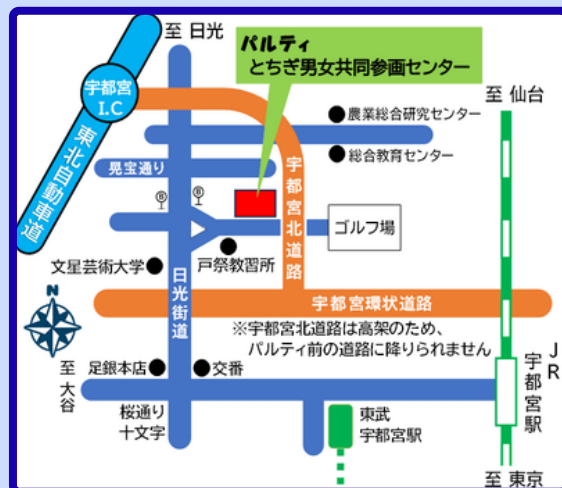 至 日光
パルティ
とちぎ男女共同参画センター
宇都宮
I.C
東北自動車道
至 仙台
農業総合研究センター
総合教育センター
晃宝通り
宇都宮北道路
B
B
ゴルフ場
文星芸術大学
戸祭教習所
日光街道
N
宇都宮環状道路
※宇都宮北道路は高架のため、
パルティ前の道路に降りられません
至 大谷
足銀本店
交番
JR
宇都宮駅
桜通り
十文字
東武
宇都宮駅
至 東京